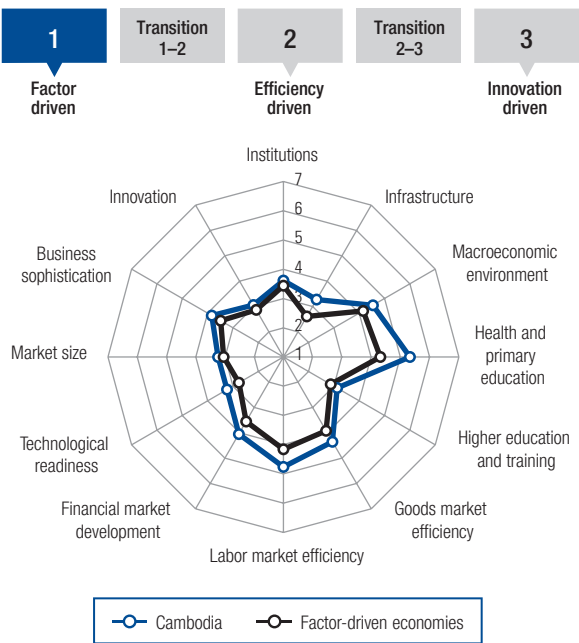 1
Transition
1–2
2
Transition
2–3
3
Factor
driven
Efficiency
driven
Innovation
driven
Institutions
7
6
5
4
3
2
1
Innovation
Infrastructure
Business
sophistication
Macroeconomic
environment
Market size
Health and
primary
education
Technological
readiness
Higher education
and training
Financial market
development
Goods market
efficiency
Labor market efficiency
Cambodia
Factor-driven economies